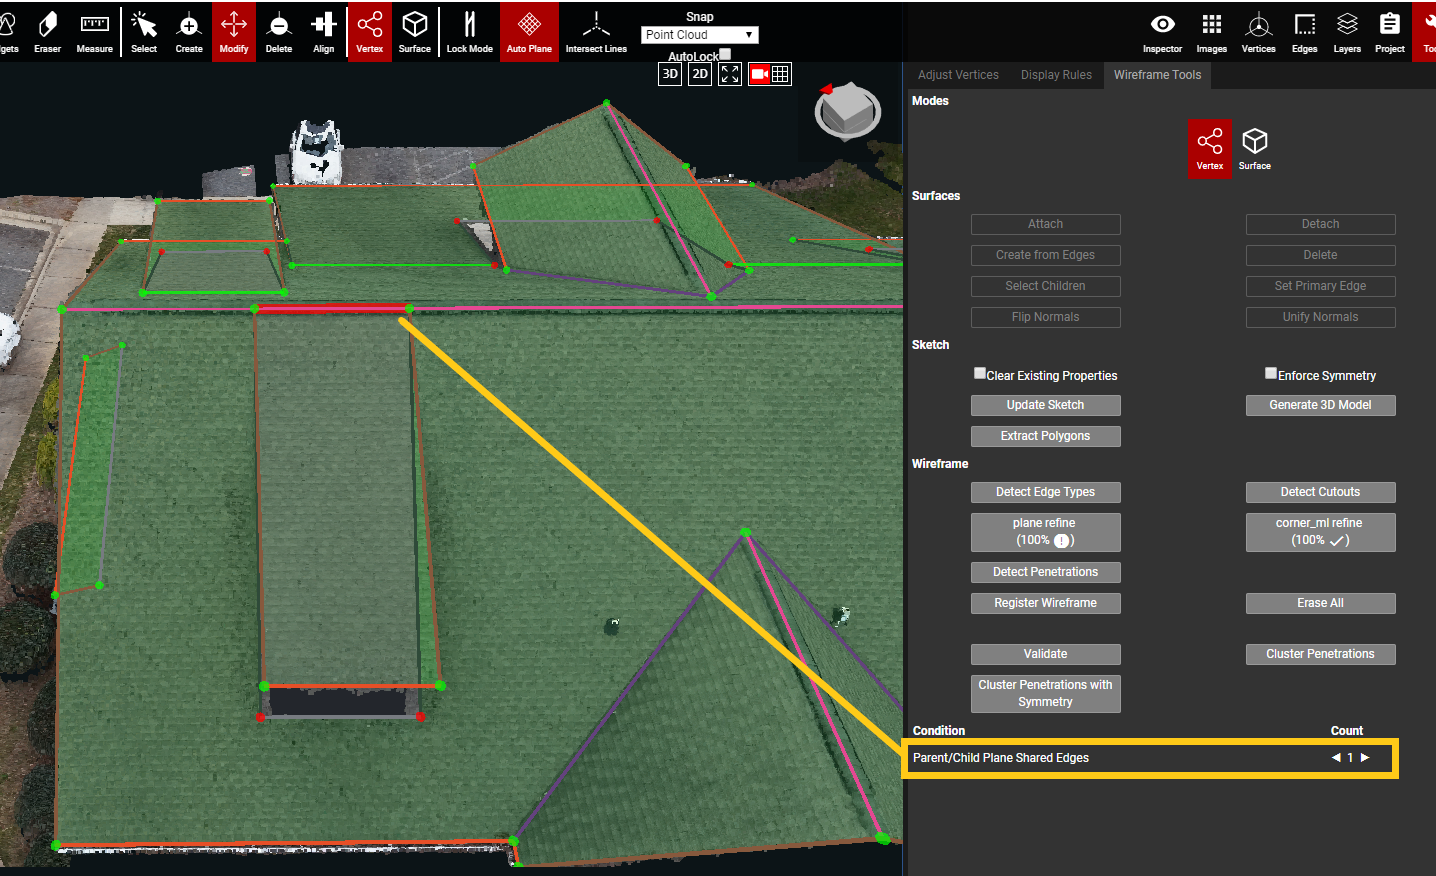 Snap
Point Cloud
AutoLock
gets
Eraser
Measure
Select
Create
Modify
Delete
Align
Vertex
Surface
Lock Mode
Auto Plane
Intersect Lines
Inspector
Images
Vertices
Edges
Layers
Project
Too
3D
2D
Adjust Vertices
Display Rules
Wireframe Tools
Modes
Vertex
Surface
Surfaces
Attach
Detach
Create from Edges
Delete
Select Children
Set Primary Edge
Flip Normals
Unify Normals
Sketch
Clear Existing Properties
Enforce Symmetry
Update Sketch
Generate 3D Model
Extract Polygons
Wireframe
Detect Edge Types
Detect Cutouts
plane refine
(100% !)
corner_ml refine
(100% ✓)
Detect Penetrations
Register Wireframe
Erase All
Validate
Cluster Penetrations
Cluster Penetrations with
Symmetry
Condition
Count
Parent/Child Plane Shared Edges
◀ 1 ▶